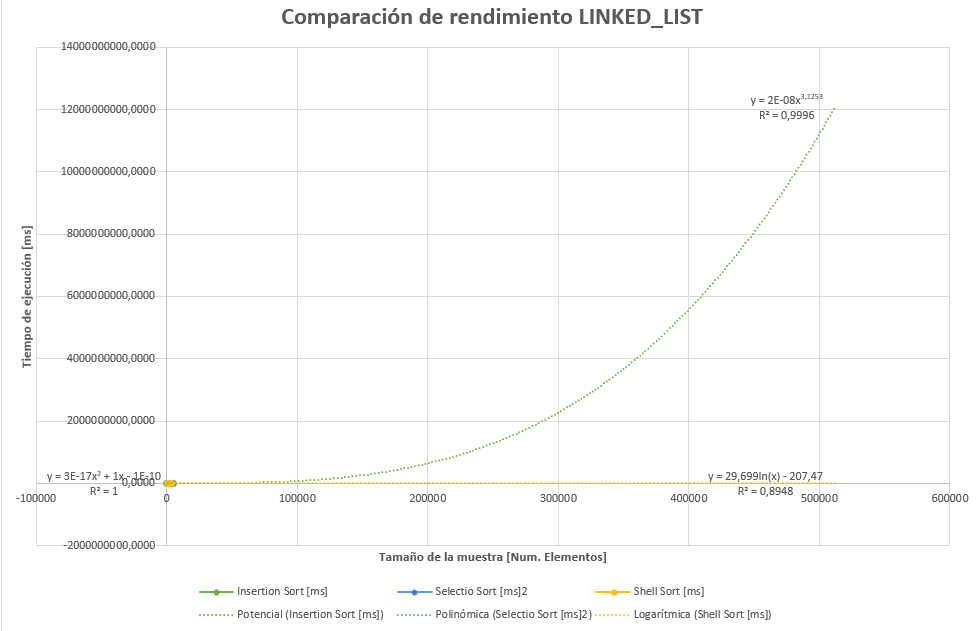 Comparación de rendimiento LINKED_LIST
14000000000,0000
12000000000,0000
10000000000,0000
8000000000,0000
6000000000,0000
4000000000,0000
2000000000,0000
0,0000
-2000000000,0000
y = 2E-08x^3,1253
R² = 0,9996
y = 3E-17x² + 1x - 1E-10
R² = 1
y = 29,699ln(x) - 207,47
R² = 0,8948
-100000 0 100000 200000 300000 400000 500000 600000
Tiempo de ejecución [ms]
Tamaño de la muestra [Num. Elementos]
Insertion Sort [ms] Selectio Sort [ms]2 Shell Sort [ms]
Potencial (Insertion Sort [ms]) Polinómica (Selectio Sort [ms]2) Logarítmica (Shell Sort [ms])